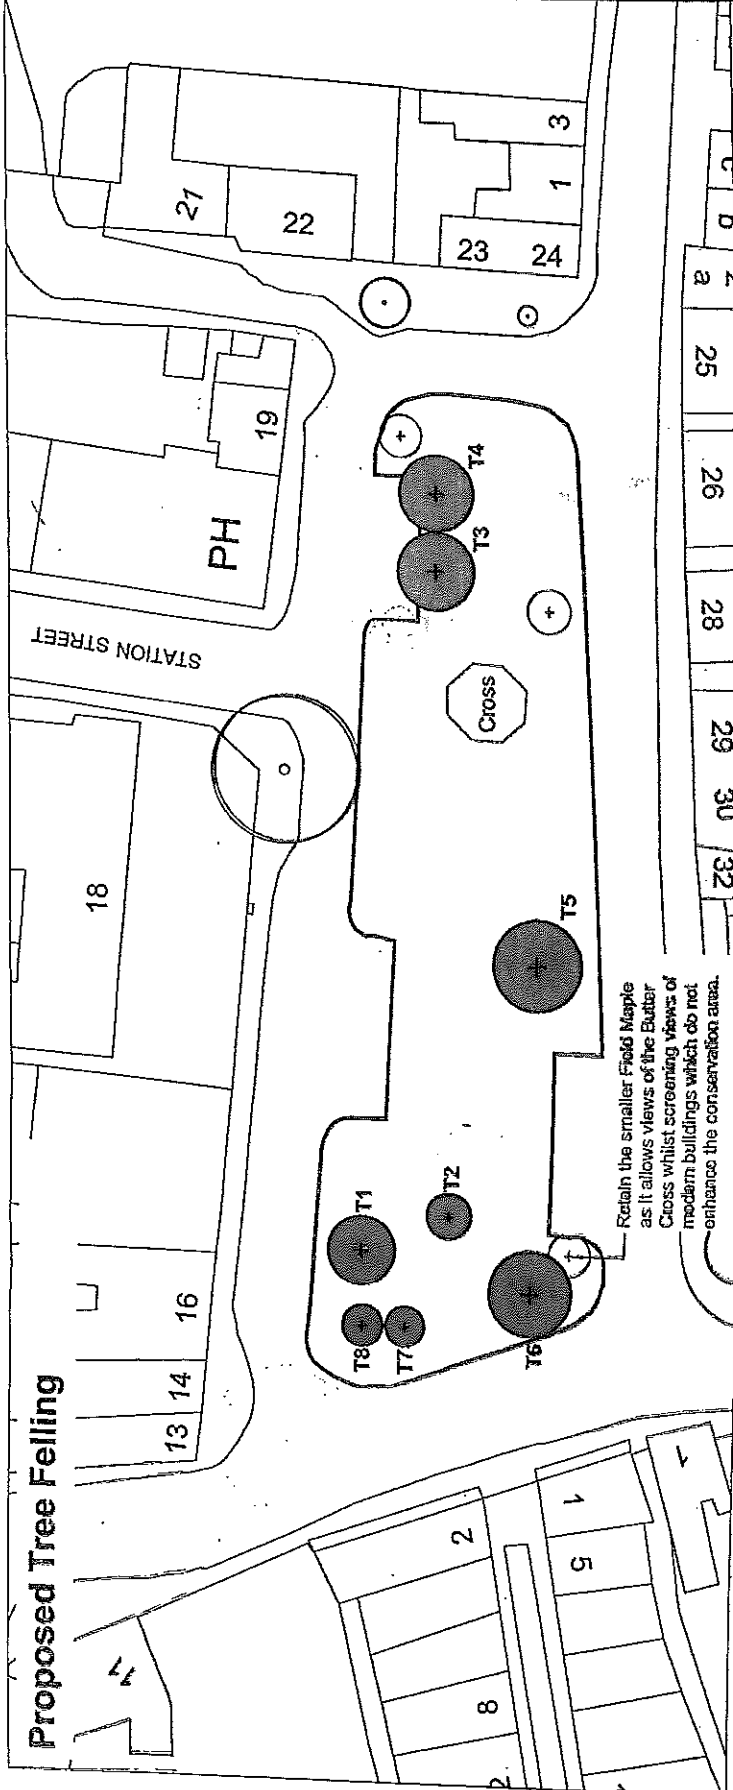 Proposed Tree Felling
21
22
23
24
1
3
19
PH
STATION STREET
18
16
14
13
11
T4
T3
Cross
T5
T1
T2
T8
T7
T6
Retain the smaller Field Maple
as it allows views of the Butter
Cross whilst screening views of
modern buildings which do not
enhance the conservation area.
a
25
26
28
29
30
32
2
1
5
1
8